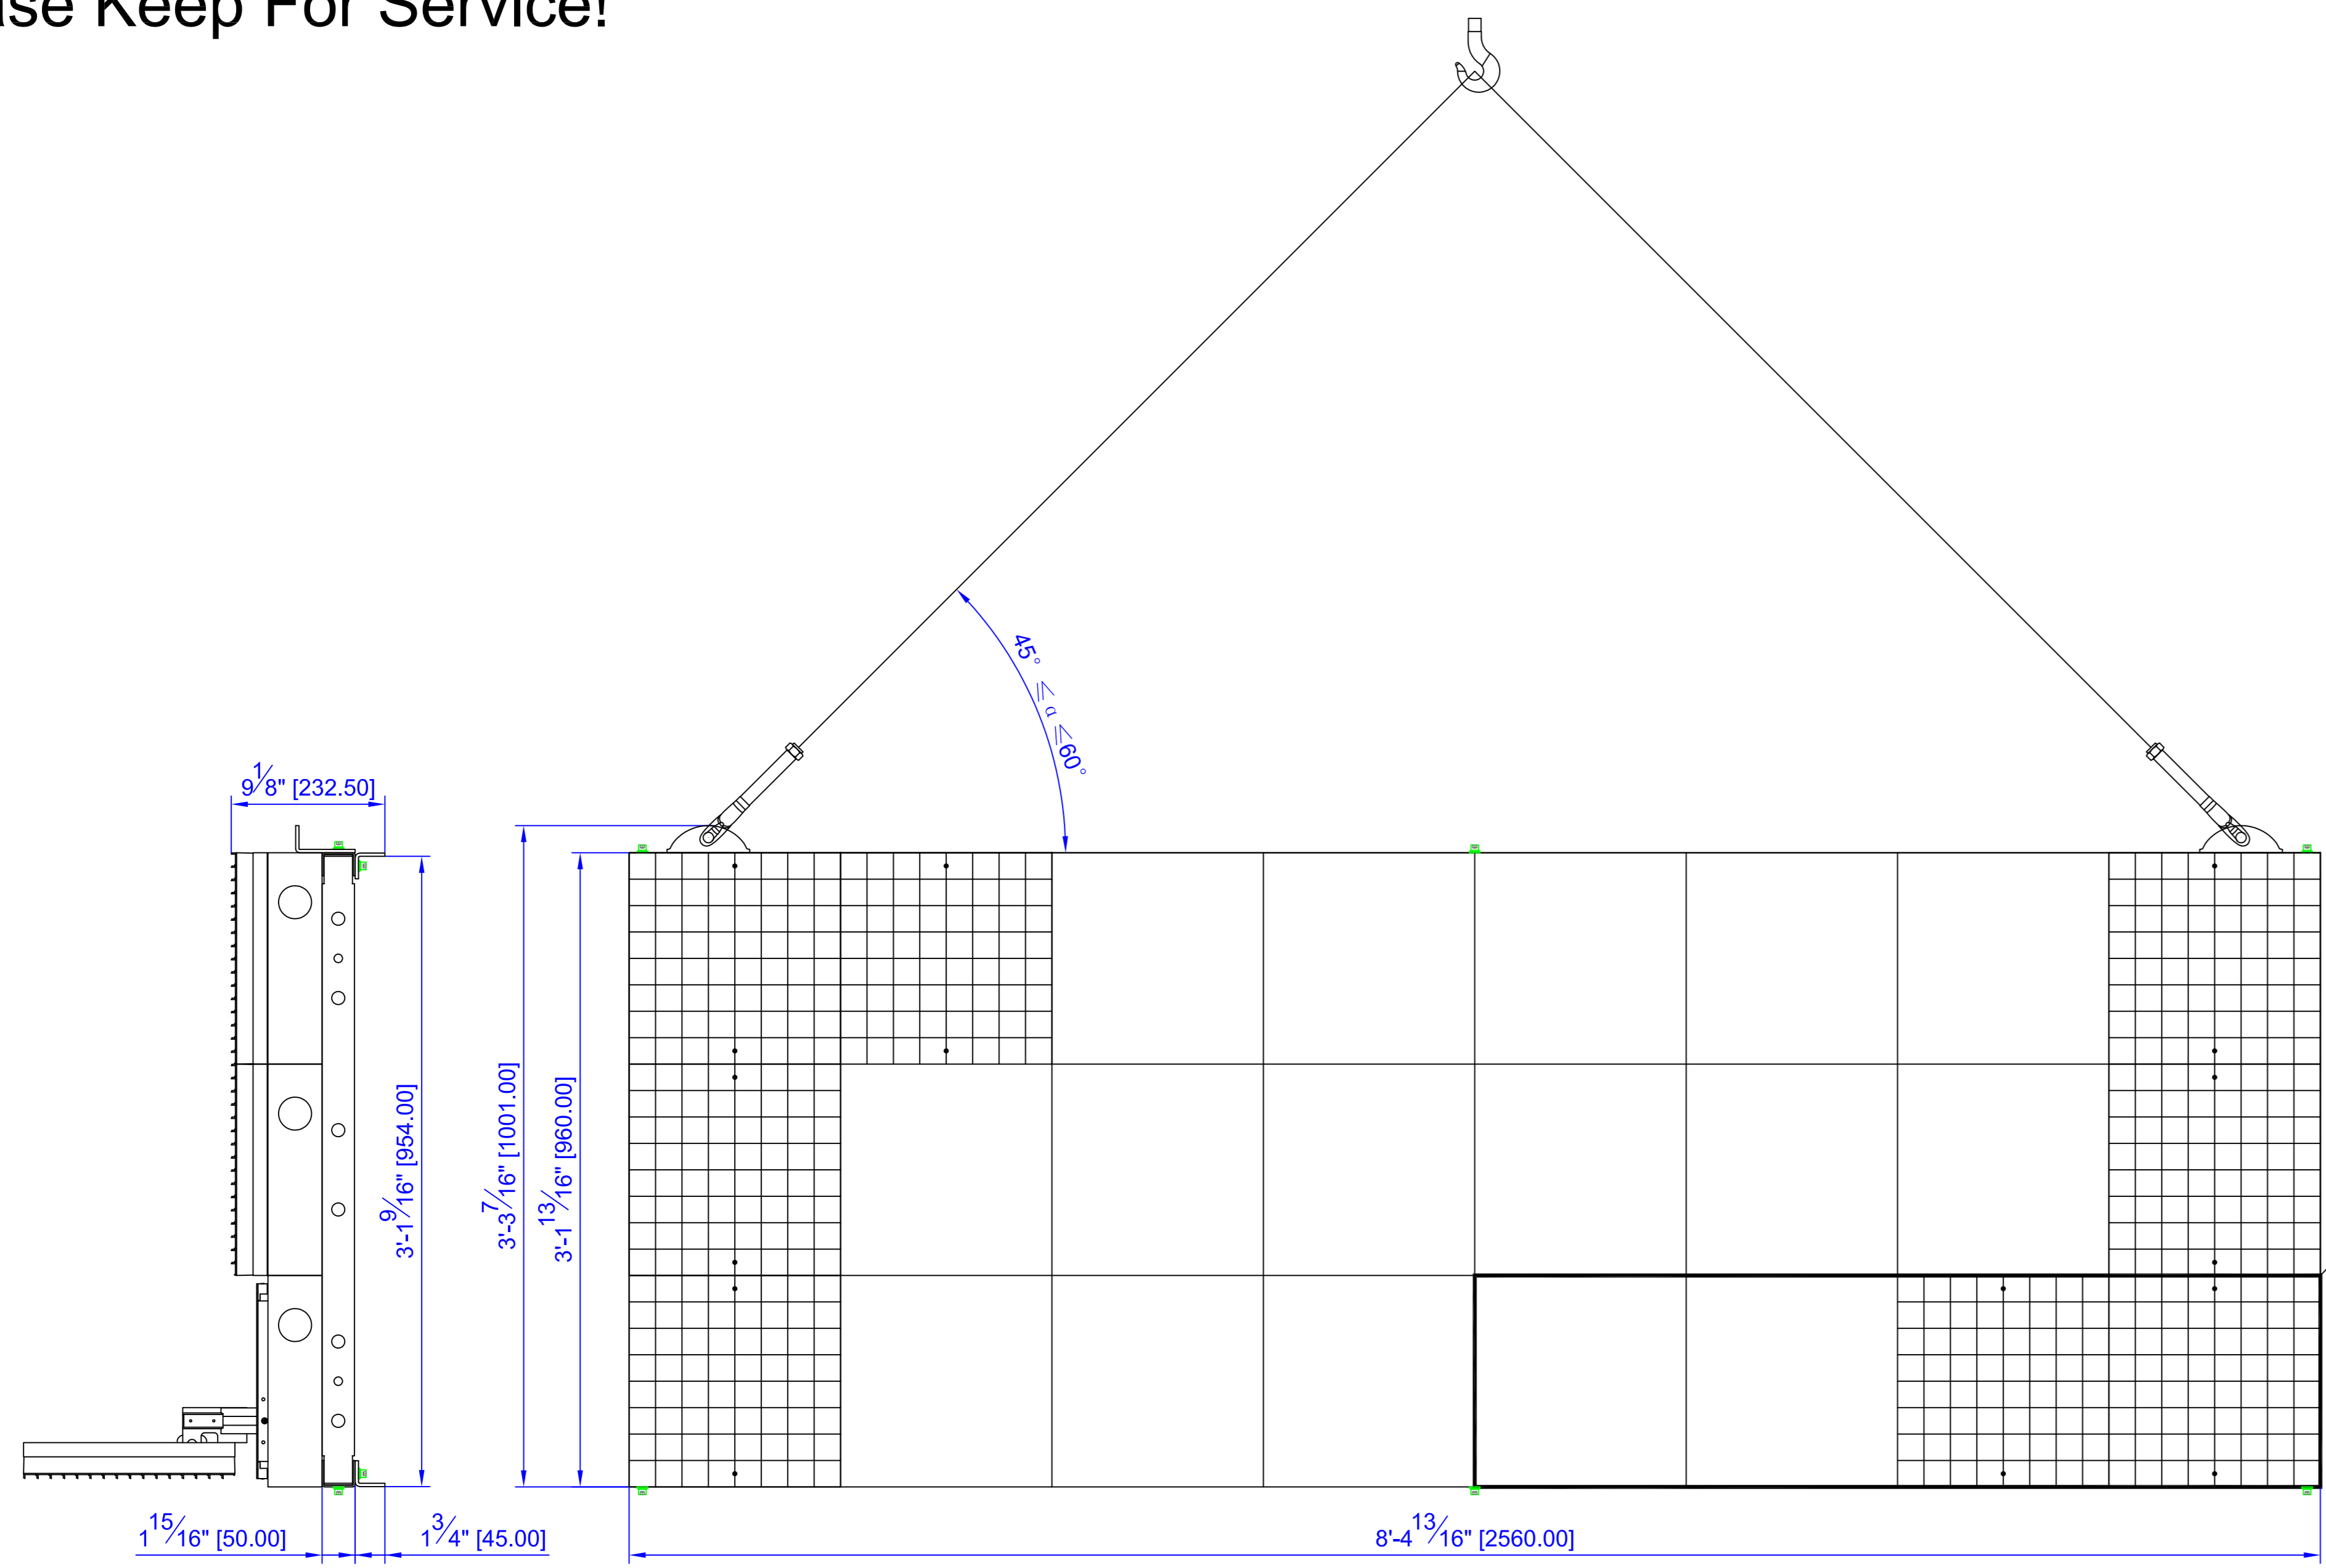 Keep For Service!
45° ≤ α ≤60°
9 1/8" [232.50]
3'-1 9/16" [954.00]
3'-3 7/16" [1001.00]
3'-1 13/16" [960.00]
1 15/16" [50.00]
1 3/4" [45.00]
8'-4 13/16" [2560.00]